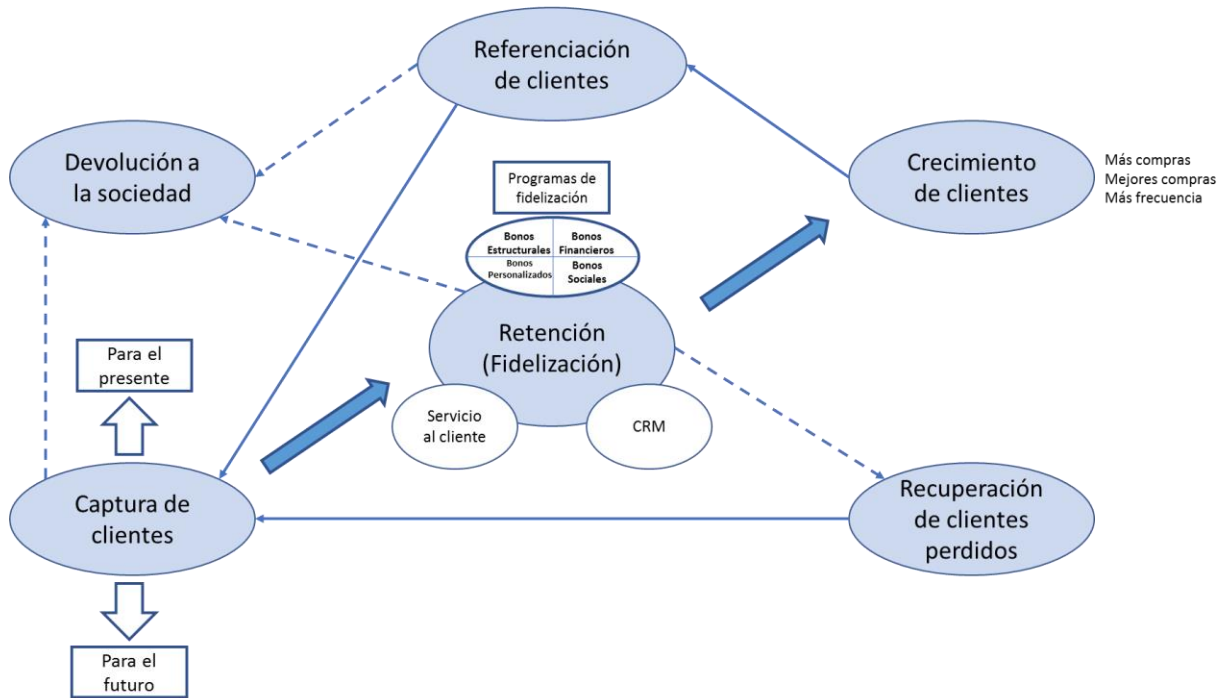 Referenciación
de clientes
Devolución a
la sociedad
Crecimiento
de clientes
Más compras
Mejores compras
Más frecuencia
Programas de
fidelización
Bonos
Estructurales
Bonos
Financieros
Bonos
Personalizados
Bonos
Sociales
Retención
(Fidelización)
Para el
presente
Servicio
al cliente
CRM
Captura de
clientes
Recuperación
de clientes
perdidos
Para el
futuro